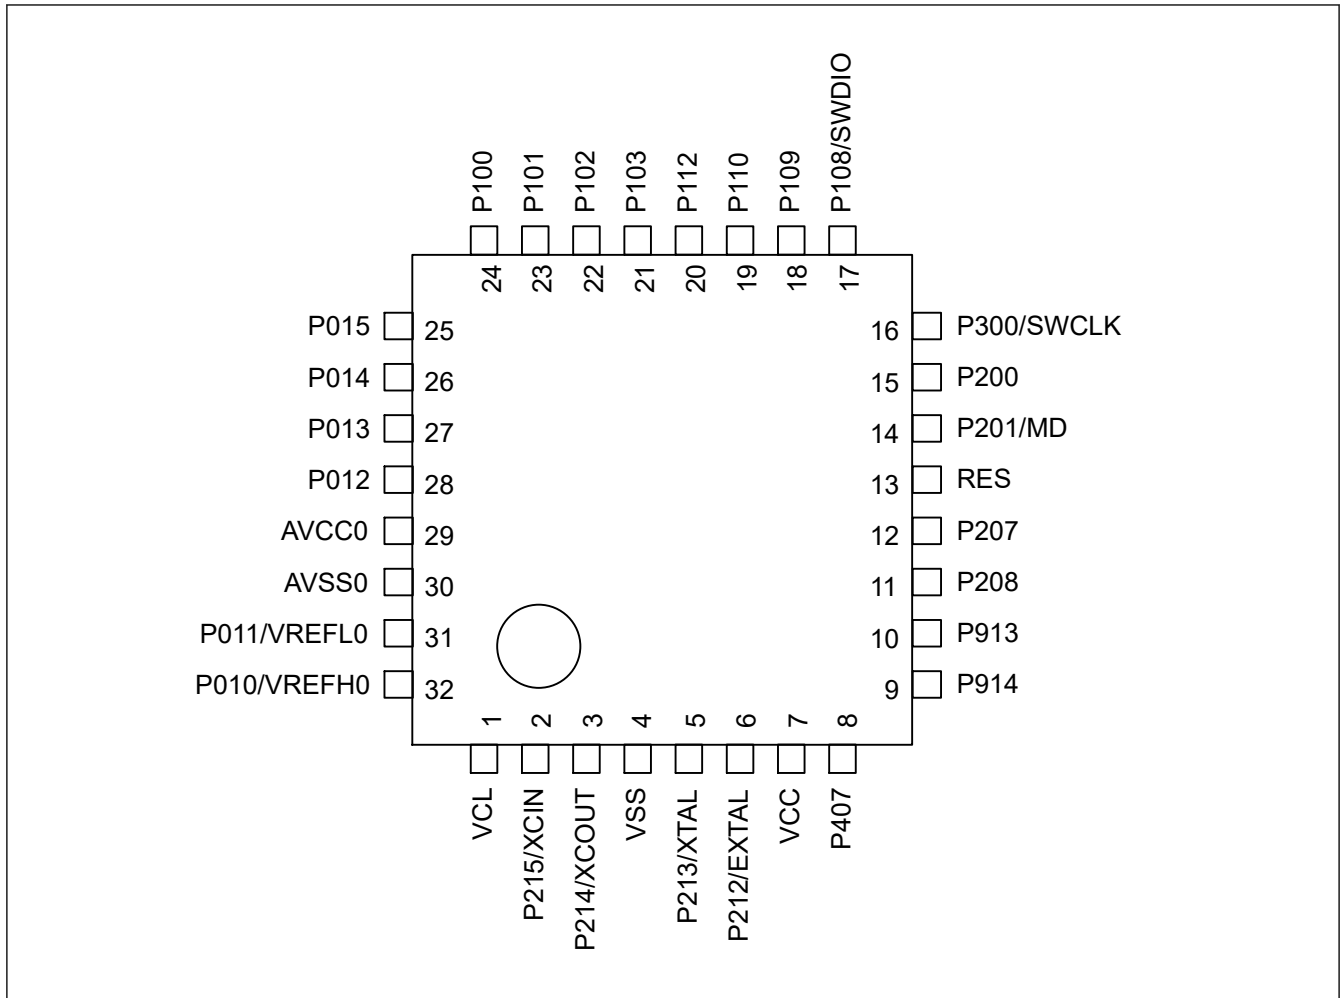 P100
P101
P102
P103
P112
P110
P109
P108/SWDIO
24
23
22
21
20
19
18
17
P015 25
P014 26
P013 27
P012 28
AVCC0 29
AVSS0 30
P011/VREFL0 31
P010/VREFH0 32
16 P300/SWCLK
15 P200
14 P201/MD
13 RES
12 P207
11 P208
10 P913
9 P914
1
2
3
4
5
6
7
8
VCL
P215/XCIN
P214/XCOUT
VSS
P213/XTAL
P212/EXTAL
VCC
P407